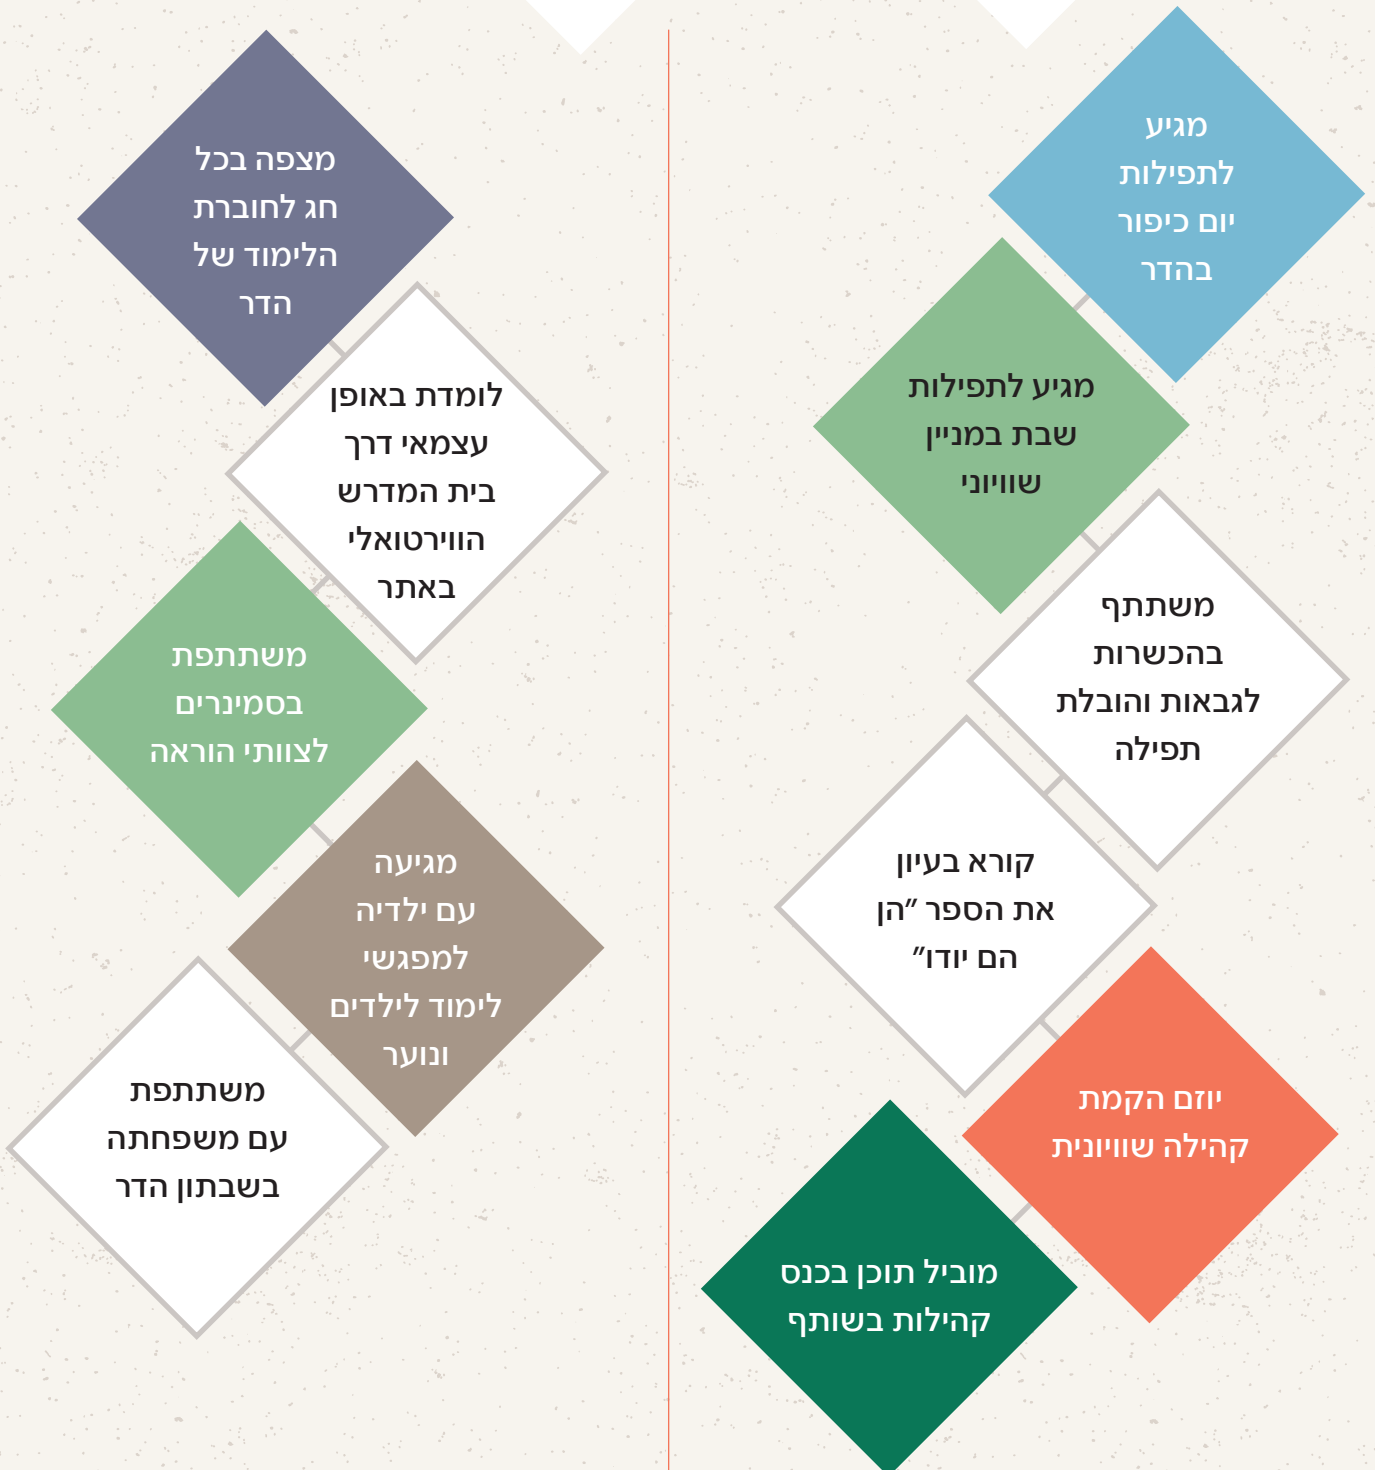 מגיע
לתפילות
יום כיפור
בהדר
מגיע לתפילות
שבת במניין
שוויוני
משתתף
בהכשרות
לגבאות והובלת
תפילה
קורא בעיון
את הספר ״הן
הם יודו״
יוזם הקמת
קהילה שוויונית
מוביל תוכן בכנס
קהילות בשותף
מצפה בכל
חג לחוברת
הלימוד של
הדר
לומדת באופן
עצמאי דרך
בית המדרש
הווירטואלי
באתר
משתתפת
בסמינרים
לצוותי הוראה
מגיעה
עם ילדיה
למפגשי
לימוד לילדים
ונוער
משתתפת
עם משפחתה
בשבתון הדר